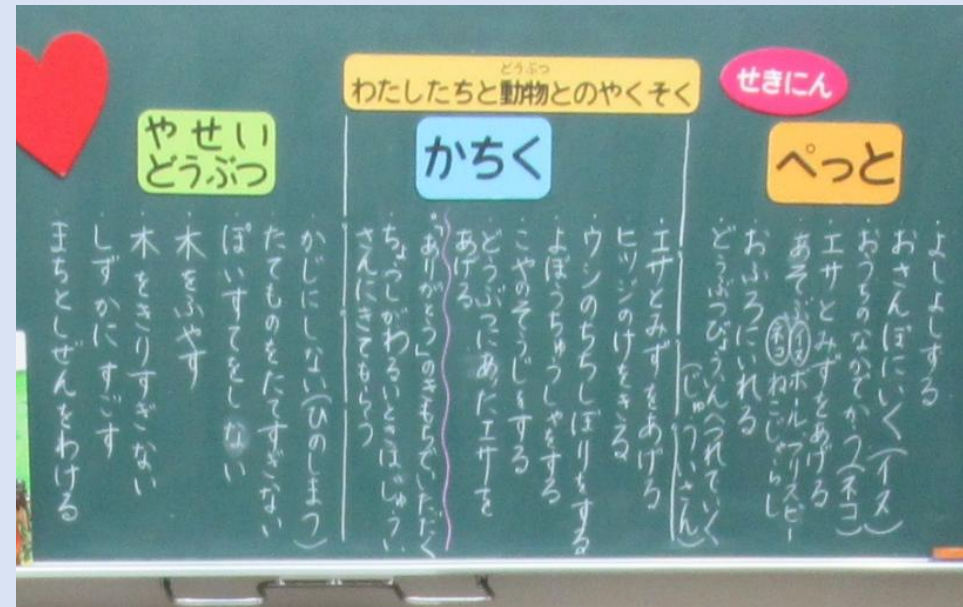 どうぶつ
わたしたちと動物とのやくそく
せきにん
ぺっと
・よしよしする
・おさんぽにいく(イヌ)
・おうちのなかでかう(ネコ)
・エサとみずをあげる
・あそぶ イヌ ボール、フリスビー
ネコ ねこじゃらし
・おふろにいれる
・どうぶつびょういんへつれていく
(じゅういさん)
かちく
・エサとみずをあげる
・ヒツジのけをきる
・ウシのちちしぼりをする
・よぼうちゅうしゃをする
・こやのそうじをする
・どうぶつにあったエサを
あげる
・「ありがとう」のきもちでいただく
・ちょうしがわるいときはじゅうい
さんにきてもらう
やせい
どうぶつ
・かじにしない(ひのしまつ)
・たてものをたてすぎない
・ぽいすてをしない
・木をふやす
・木をきりすぎない
・しずかにすごす
・まちとしぜんをわける